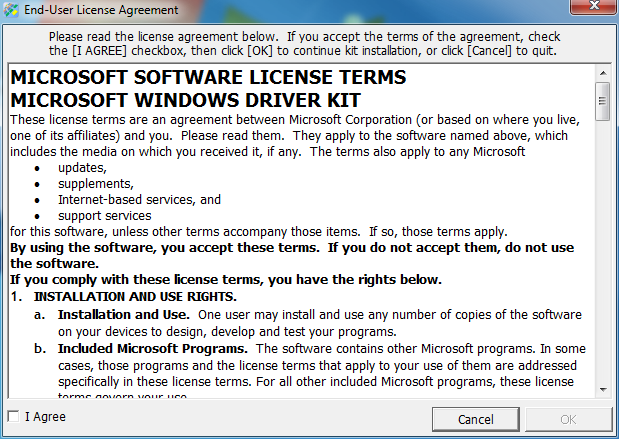 End-User License Agreement
Please read the license agreement below. If you accept the terms of the agreement, check
the [I AGREE] checkbox, then click [OK] to continue kit installation, or click [Cancel] to quit.
MICROSOFT SOFTWARE LICENSE TERMS
MICROSOFT WINDOWS DRIVER KIT
These license terms are an agreement between Microsoft Corporation (or based on where you live,
one of its affiliates) and you. Please read them. They apply to the software named above, which
includes the media on which you received it, if any. The terms also apply to any Microsoft
• updates,
• supplements,
• Internet-based services, and
• support services
for this software, unless other terms accompany those items. If so, those terms apply.
By using the software, you accept these terms. If you do not accept them, do not use
the software.
If you comply with these license terms, you have the rights below.
1. INSTALLATION AND USE RIGHTS.
a. Installation and Use. One user may install and use any number of copies of the software
on your devices to design, develop and test your programs.
b. Included Microsoft Programs. The software contains other Microsoft programs. In some
cases, those programs and the license terms that apply to your use of them are addressed
specifically in these license terms. For all other included Microsoft programs, these license
terms govern your use.
I Agree
Cancel
OK